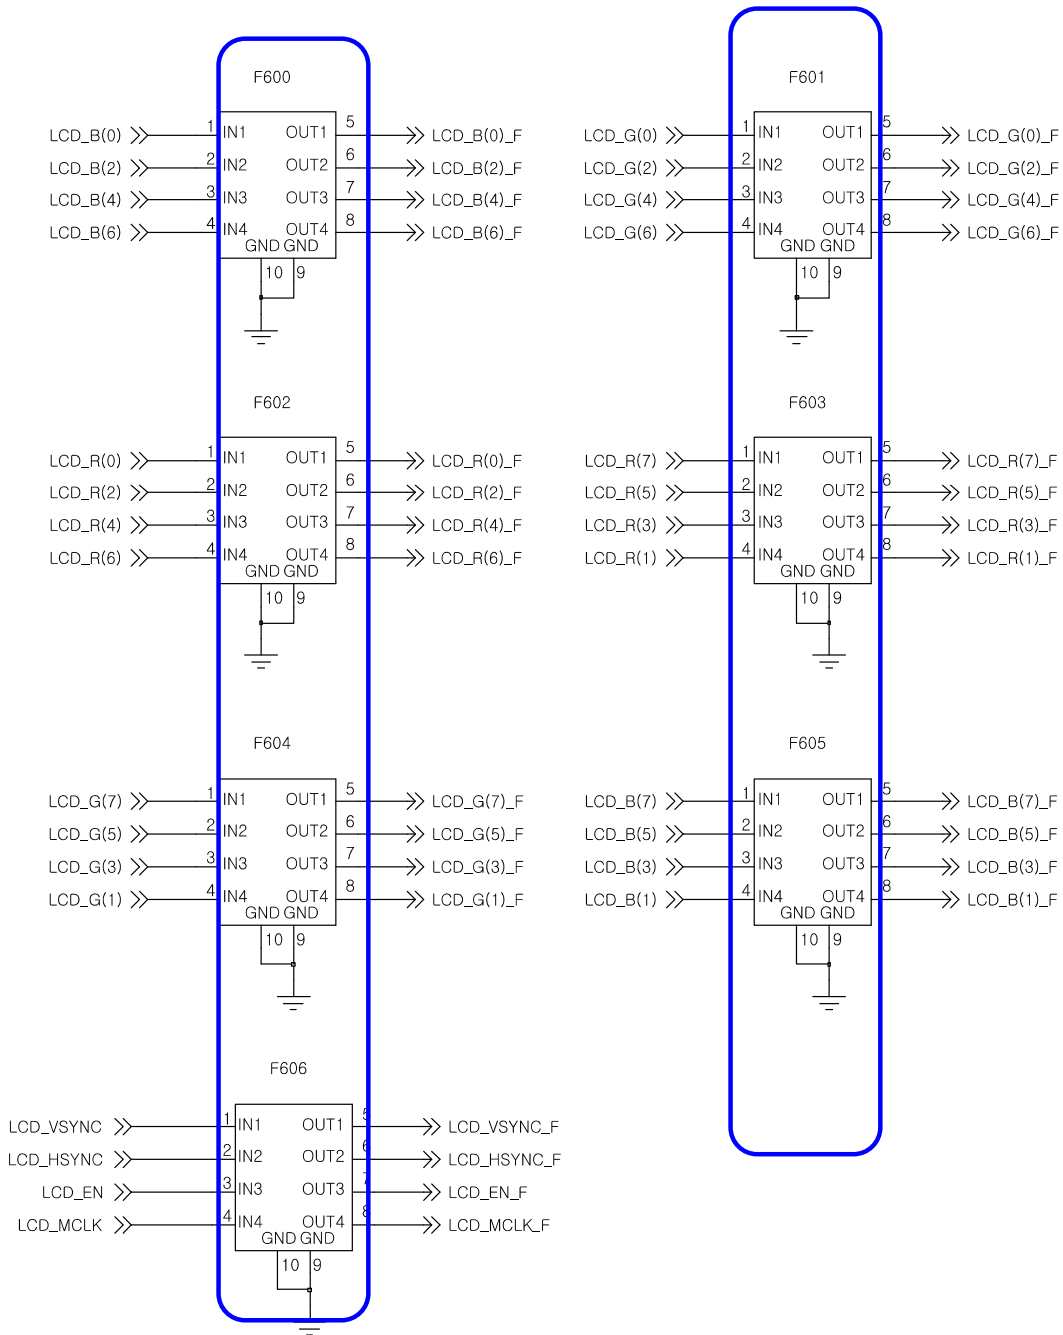 F600
LCD_B(0) 1 IN1 OUT1 5 LCD_B(0)_F
LCD_B(2) 2 IN2 OUT2 6 LCD_B(2)_F
LCD_B(4) 3 IN3 OUT3 7 LCD_B(4)_F
LCD_B(6) 4 IN4 OUT4 8 LCD_B(6)_F
GND GND
10 9
F601
LCD_G(0) 1 IN1 OUT1 5 LCD_G(0)_F
LCD_G(2) 2 IN2 OUT2 6 LCD_G(2)_F
LCD_G(4) 3 IN3 OUT3 7 LCD_G(4)_F
LCD_G(6) 4 IN4 OUT4 8 LCD_G(6)_F
GND GND
10 9
F602
LCD_R(0) 1 IN1 OUT1 5 LCD_R(0)_F
LCD_R(2) 2 IN2 OUT2 6 LCD_R(2)_F
LCD_R(4) 3 IN3 OUT3 7 LCD_R(4)_F
LCD_R(6) 4 IN4 OUT4 8 LCD_R(6)_F
GND GND
10 9
F603
LCD_R(7) 1 IN1 OUT1 5 LCD_R(7)_F
LCD_R(5) 2 IN2 OUT2 6 LCD_R(5)_F
LCD_R(3) 3 IN3 OUT3 7 LCD_R(3)_F
LCD_R(1) 4 IN4 OUT4 8 LCD_R(1)_F
GND GND
10 9
F604
LCD_G(7) 1 IN1 OUT1 5 LCD_G(7)_F
LCD_G(5) 2 IN2 OUT2 6 LCD_G(5)_F
LCD_G(3) 3 IN3 OUT3 7 LCD_G(3)_F
LCD_G(1) 4 IN4 OUT4 8 LCD_G(1)_F
GND GND
10 9
F605
LCD_B(7) 1 IN1 OUT1 5 LCD_B(7)_F
LCD_B(5) 2 IN2 OUT2 6 LCD_B(5)_F
LCD_B(3) 3 IN3 OUT3 7 LCD_B(3)_F
LCD_B(1) 4 IN4 OUT4 8 LCD_B(1)_F
GND GND
10 9
F606
LCD_VSYNC 1 IN1 OUT1 5 LCD_VSYNC_F
LCD_HSYNC 2 IN2 OUT2 6 LCD_HSYNC_F
LCD_EN 3 IN3 OUT3 7 LCD_EN_F
LCD_MCLK 4 IN4 OUT4 8 LCD_MCLK_F
GND GND
10 9